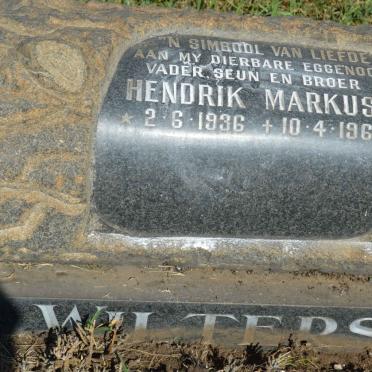 'N SIMBOOL VAN LIEFDE
AAN MY DIERBARE EGGENOO
VADER, SEUN EN BROER
HENDRIK MARKUS
* 2·6·1936 + 10·4·196
WILTERS